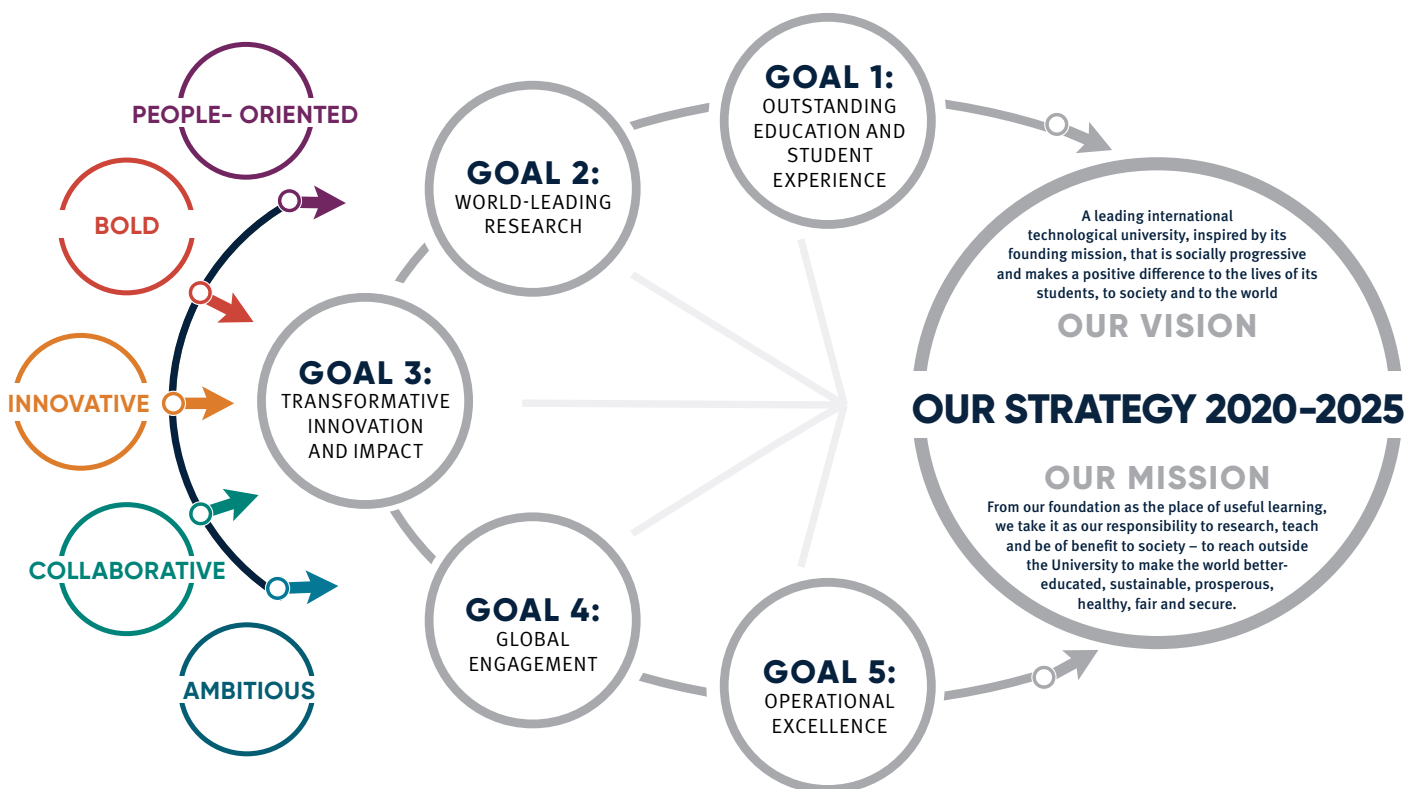 PEOPLE- ORIENTED
BOLD
INNOVATIVE
COLLABORATIVE
AMBITIOUS
GOAL 1:
OUTSTANDING
EDUCATION AND
STUDENT
EXPERIENCE
GOAL 2:
WORLD-LEADING
RESEARCH
GOAL 3:
TRANSFORMATIVE
INNOVATION
AND IMPACT
GOAL 4:
GLOBAL
ENGAGEMENT
GOAL 5:
OPERATIONAL
EXCELLENCE
A leading international
technological university, inspired by its
founding mission, that is socially progressive
and makes a positive difference to the lives of its
students, to society and to the world
OUR VISION
OUR STRATEGY 2020-2025
OUR MISSION
From our foundation as the place of useful learning,
we take it as our responsibility to research, teach
and be of benefit to society – to reach outside
the University to make the world better-
educated, sustainable, prosperous,
healthy, fair and secure.